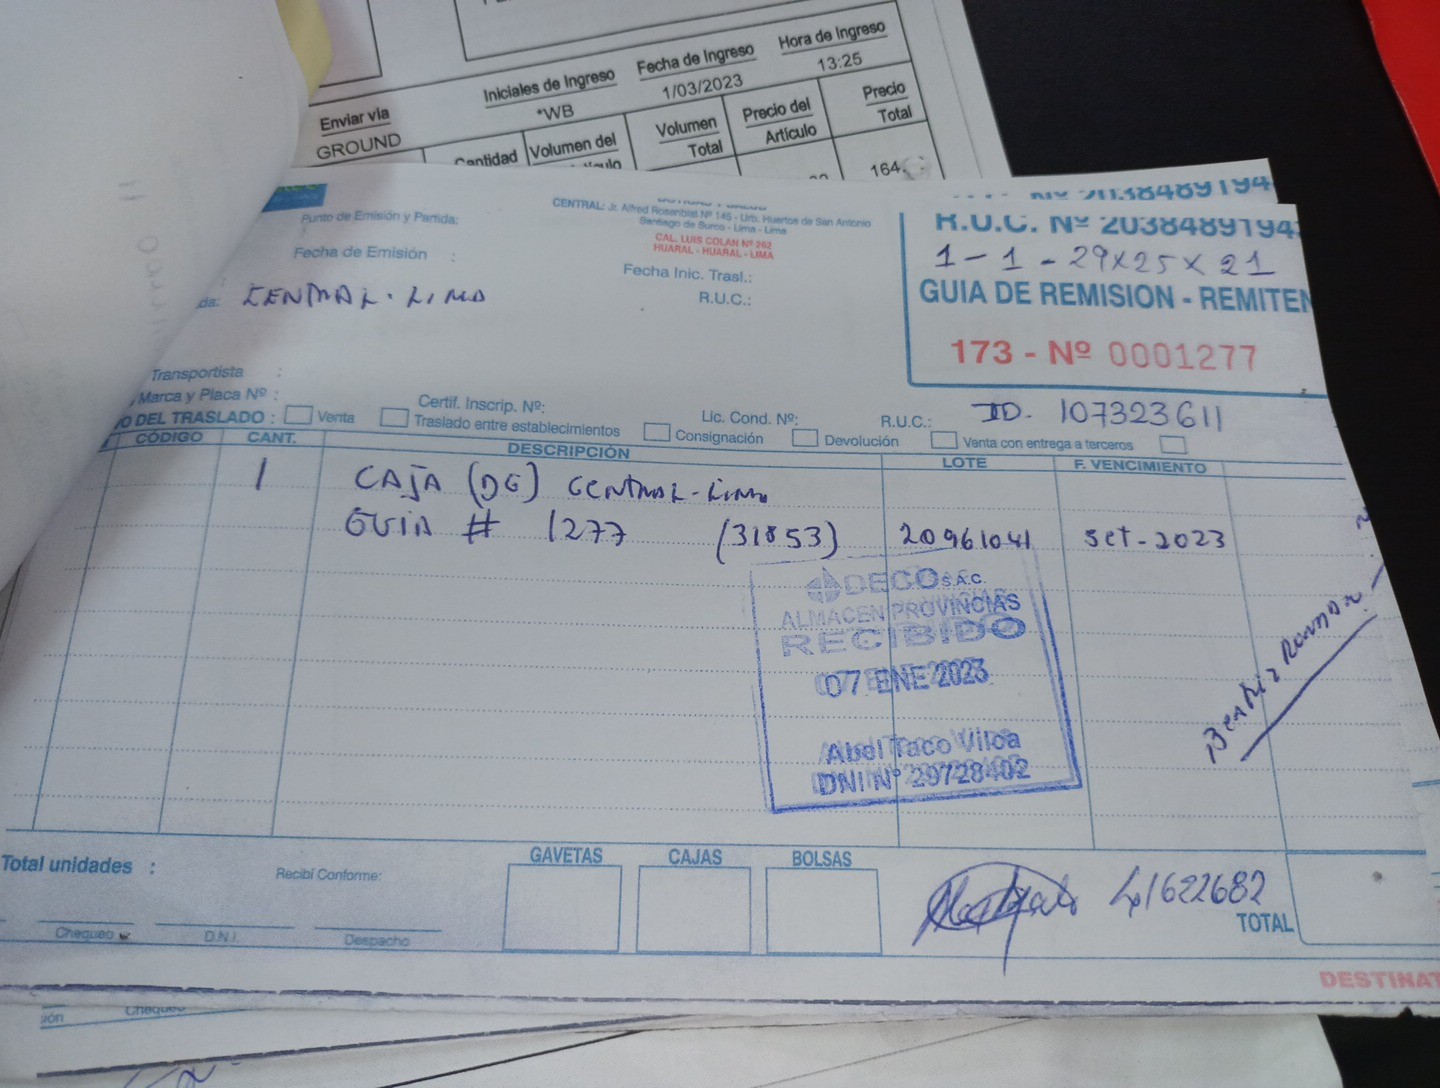 Iniciales de Ingreso Fecha de Ingreso Hora de Ingreso
*WB 1/03/2023 13:25
Enviar vía
GROUND
Cantidad Volumen del Volumen Total Precio del Artículo Precio Total
164.
R.U.C. Nº 2038489194
CENTRAL: Jr. Alfred Rosenblat Nº 145 - Urb. Huertos de San Antonio
Santiago de Surco - Lima - Lima
CAL. LUIS COLAN Nº 262
HUARAL - HUARAL - LIMA
Punto de Emisión y Partida:
Fecha de Emisión :
Fecha Inic. Trasl.:
R.U.C.:
CENTRAL - LIMA
1 - 1 - 29x25x21
GUIA DE REMISION - REMITEN
173 - Nº 0001277
Transportista :
Marca y Placa Nº : Certif. Inscrip. Nº: Lic. Cond. Nº: R.U.C.: ID- 107323611
O DEL TRASLADO : Venta Traslado entre establecimientos Consignación Devolución Venta con entrega a terceros
CÓDIGO CANT. DESCRIPCIÓN LOTE F. VENCIMIENTO
1 CAJA (DE) CENTRAL - LIMA
GUIA # 1277 (31853) 20961041 set-2023
DECO S.A.C.
ALMACEN PROVINCIAS
RECIBIDO
07 ENE 2023
Abel Taco Vilca
DNI Nº 29728402
Total unidades :
Recibí Conforme:
GAVETAS CAJAS BOLSAS
41622682
TOTAL
Chequeo D.N.I. Despacho
DESTINAT
Chequeo